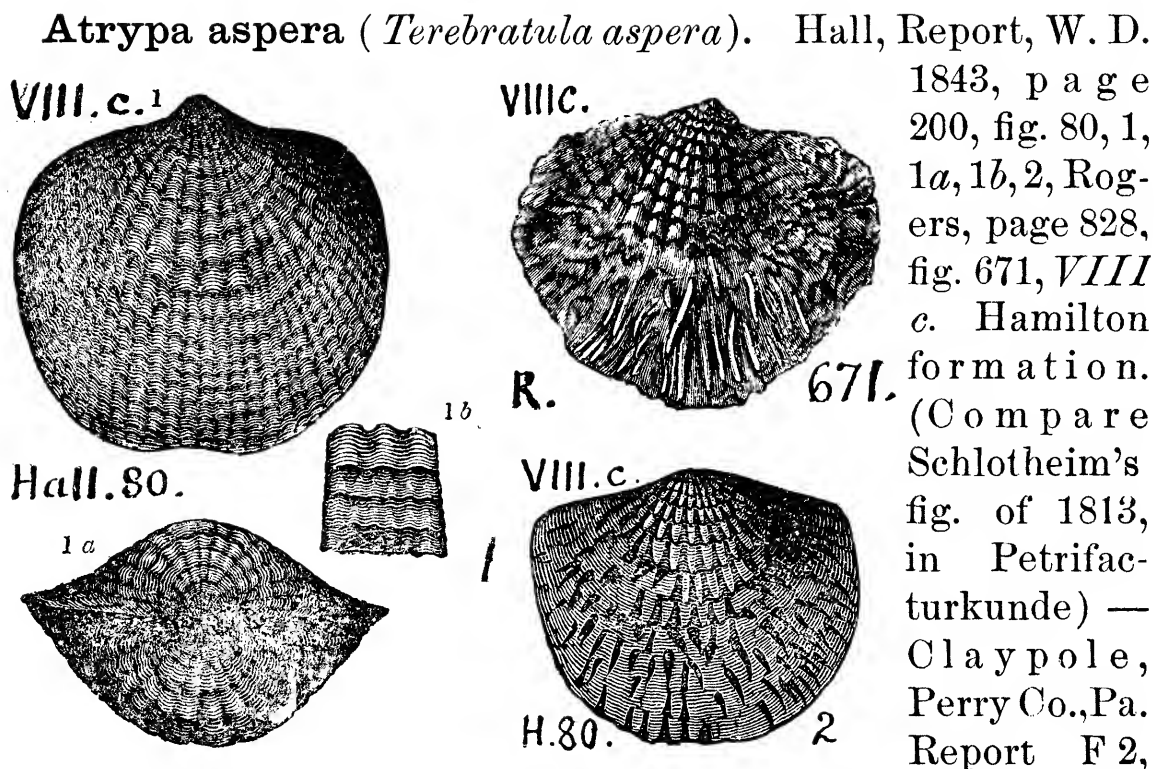 Atrypa aspera (Terebratula aspera). Hall, Report, W. D.
1843, page
200, fig. 80, 1,
1a, 1b, 2, Rog-
ers, page 828,
fig. 671, VIII
c. Hamilton
formation.
(Compare
Schlotheim's
fig. of 1813,
in Petrifac-
turkunde) —
Claypole,
Perry Co., Pa.
Report F 2,
VIII.c.1
VIIIC.
R.
671.
1b
Hall.80.
1a
1
VIII.c.
H.80.
2